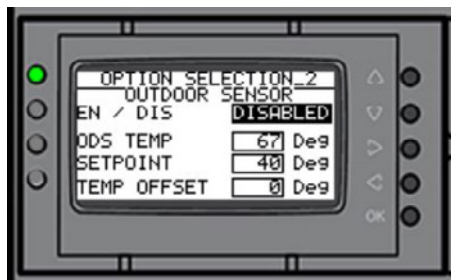 OPTION SELECTION_2
OUTDOOR SENSOR
EN / DIS DISABLED
ODS TEMP 67 Deg
SETPOINT 40 Deg
TEMP OFFSET 0 Deg
OK